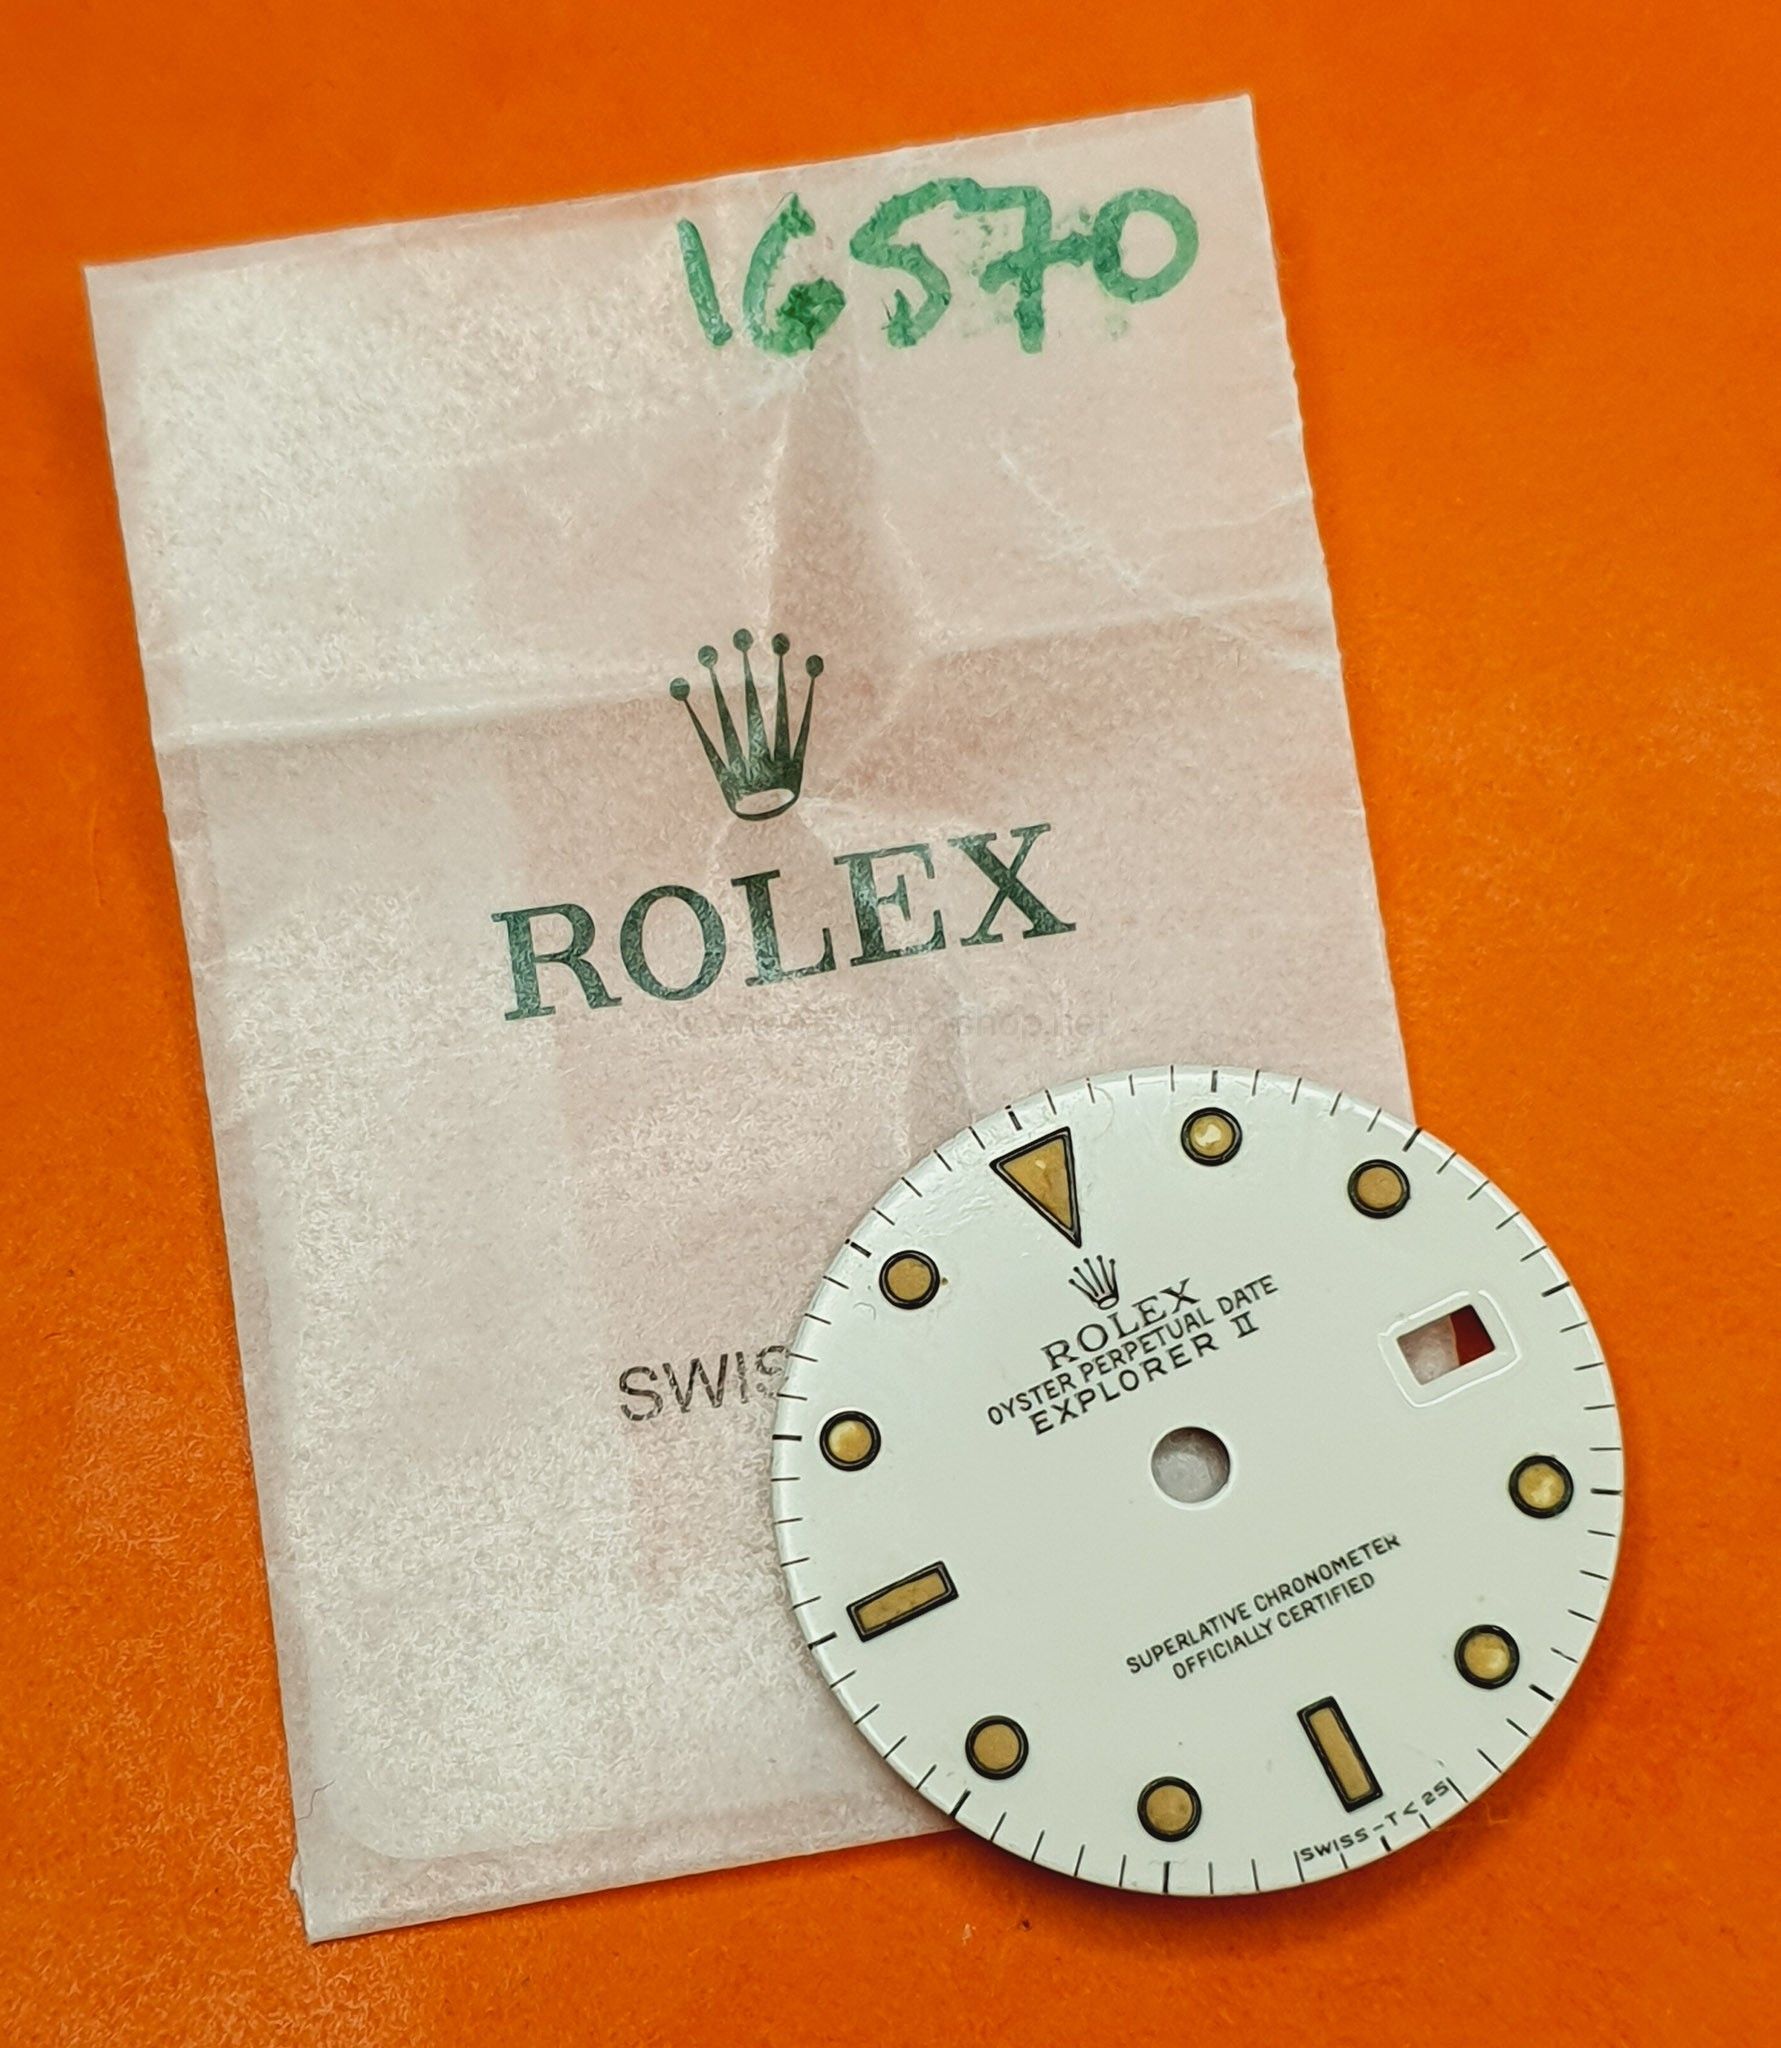 16570
ROLEX
SWIS
ROLEX
OYSTER PERPETUAL DATE
EXPLORER II
SUPERLATIVE CHRONOMETER
OFFICIALLY CERTIFIED
SWISS-T<25